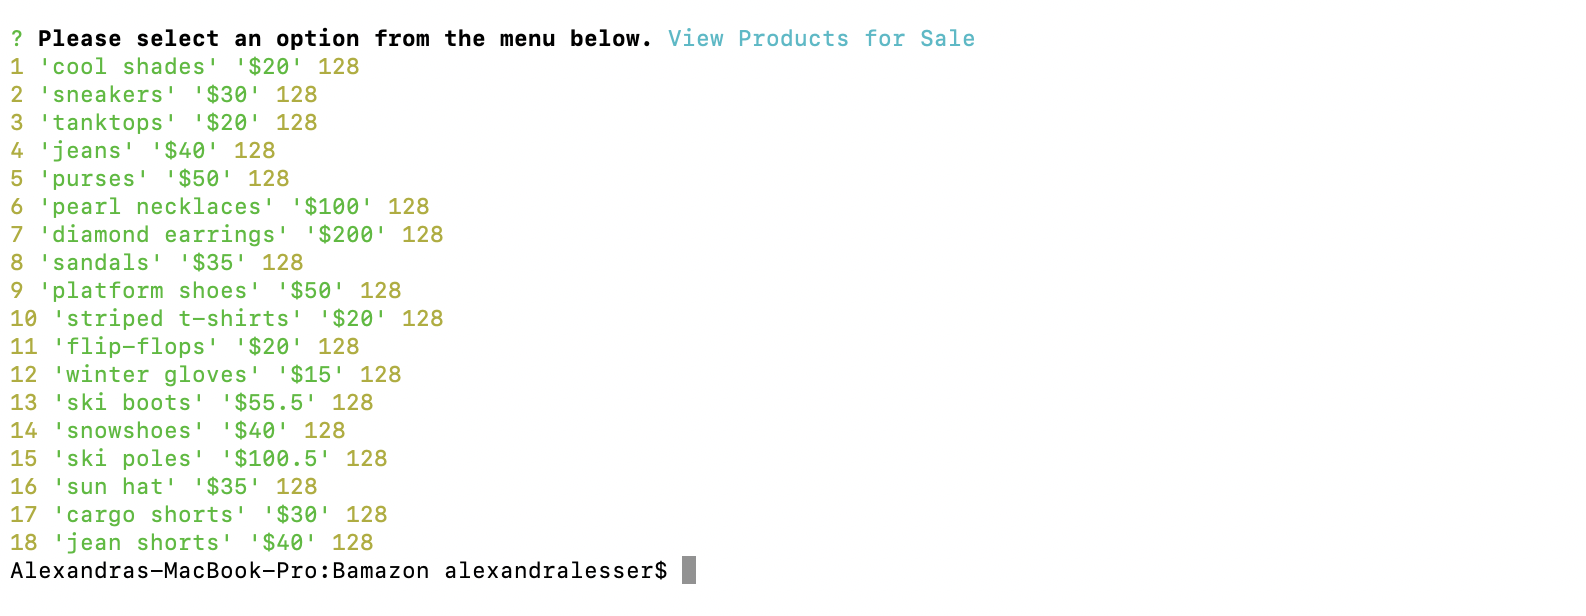 ? Please select an option from the menu below. View Products for Sale
1 'cool shades' '$20' 128
2 'sneakers' '$30' 128
3 'tanktops' '$20' 128
4 'jeans' '$40' 128
5 'purses' '$50' 128
6 'pearl necklaces' '$100' 128
7 'diamond earrings' '$200' 128
8 'sandals' '$35' 128
9 'platform shoes' '$50' 128
10 'striped t-shirts' '$20' 128
11 'flip-flops' '$20' 128
12 'winter gloves' '$15' 128
13 'ski boots' '$55.5' 128
14 'snowshoes' '$40' 128
15 'ski poles' '$100.5' 128
16 'sun hat' '$35' 128
17 'cargo shorts' '$30' 128
18 'jean shorts' '$40' 128
Alexandras-MacBook-Pro:Bamazon alexandralesser$